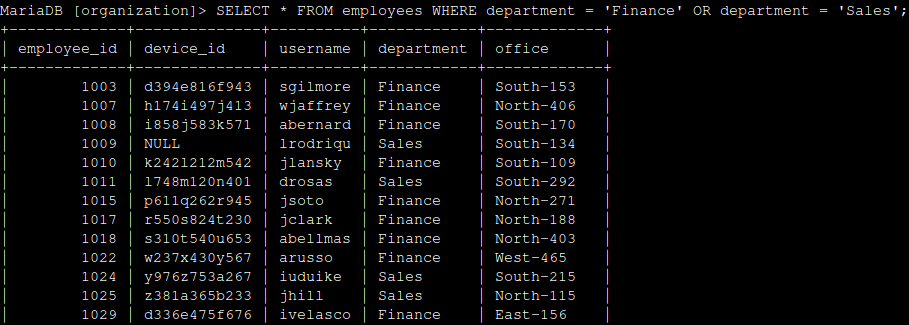 MariaDB [organization]> SELECT * FROM employees WHERE department = 'Finance' OR department = 'Sales';
+-------------+--------------+----------+------------+-------------+
| employee_id | device_id    | username | department | office      |
+-------------+--------------+----------+------------+-------------+
|        1003 | d394e816f943 | sgilmore | Finance    | South-153   |
|        1007 | h174i497j413 | wjaffrey | Finance    | North-406   |
|        1008 | i858j583k571 | abernard | Finance    | South-170   |
|        1009 | NULL         | lrodriqu | Sales      | South-134   |
|        1010 | k242l212m542 | jlansky  | Finance    | South-109   |
|        1011 | l748m120n401 | drosas   | Sales      | South-292   |
|        1015 | p611q262r945 | jsoto    | Finance    | North-271   |
|        1017 | r550s824t230 | jclark   | Finance    | North-188   |
|        1018 | s310t540u653 | abellmas | Finance    | North-403   |
|        1022 | w237x430y567 | arusso   | Finance    | West-465    |
|        1024 | y976z753a267 | iuduike  | Sales      | South-215   |
|        1025 | z381a365b233 | jhill    | Sales      | North-115   |
|        1029 | d336e475f676 | ivelasco | Finance    | East-156    |